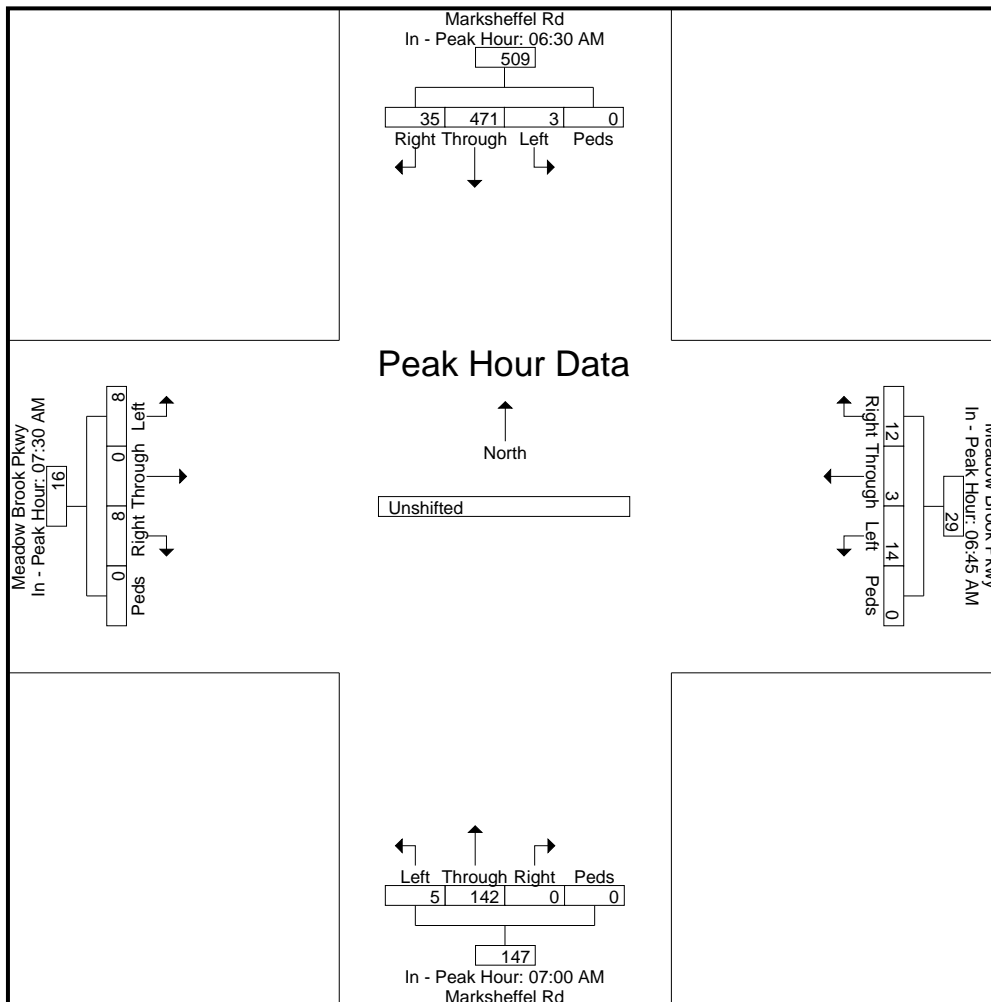 Marksheffel Rd
In - Peak Hour: 06:30 AM
509
35 471 3 0
Right Through Left Peds
Peak Hour Data
North
Unshifted
Meadow Brook Pkwy
In - Peak Hour: 07:30 AM
16
8 0 8 0
Left Through Right Peds
Right Through Left Peds
12 3 14 0
29
Meadow Brook Pkwy
In - Peak Hour: 06:45 AM
Left Through Right Peds
5 142 0 0
147
In - Peak Hour: 07:00 AM
Marksheffel Rd